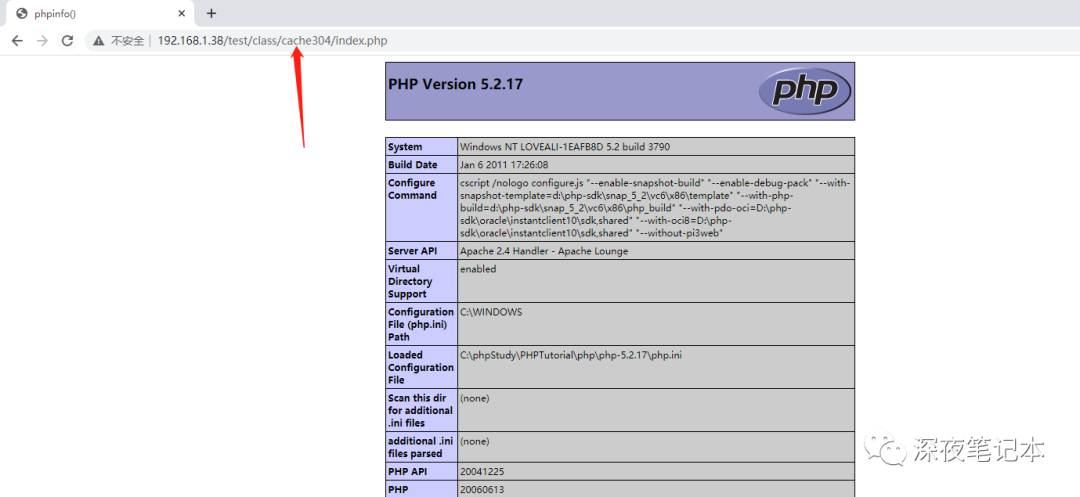 phpinfo()
不安全 192.168.1.38/test/class/cache304/index.php
PHP Version 5.2.17
php
System Windows NT LOVEALI-1EAFB8D 5.2 build 3790
Build Date Jan 6 2011 17:26:08
Configure
Command
cscript /nologo configure.js "--enable-snapshot-build" "--enable-debug-pack" "--with-
snapshot-template=d:\php-sdk\snap_5_2\vc6\x86\template" "--with-php-
build=d:\php-sdk\snap_5_2\vc6\x86\php_build" "--with-pdo-oci=D:\php-
sdk\oracle\instantclient10\sdk,shared" "--with-oci8=D:\php-
sdk\oracle\instantclient10\sdk,shared" "--without-pi3web"
Server API Apache 2.4 Handler - Apache Lounge
Virtual
Directory
Support
enabled
Configuration
File (php.ini)
Path
C:\WINDOWS
Loaded
Configuration
File
C:\phpStudy\PHPTutorial\php\php-5.2.17\php.ini
Scan this dir
for additional
.ini files
(none)
additional .ini
files parsed
(none)
PHP API 20041225
PHP 20060613
深夜笔记本